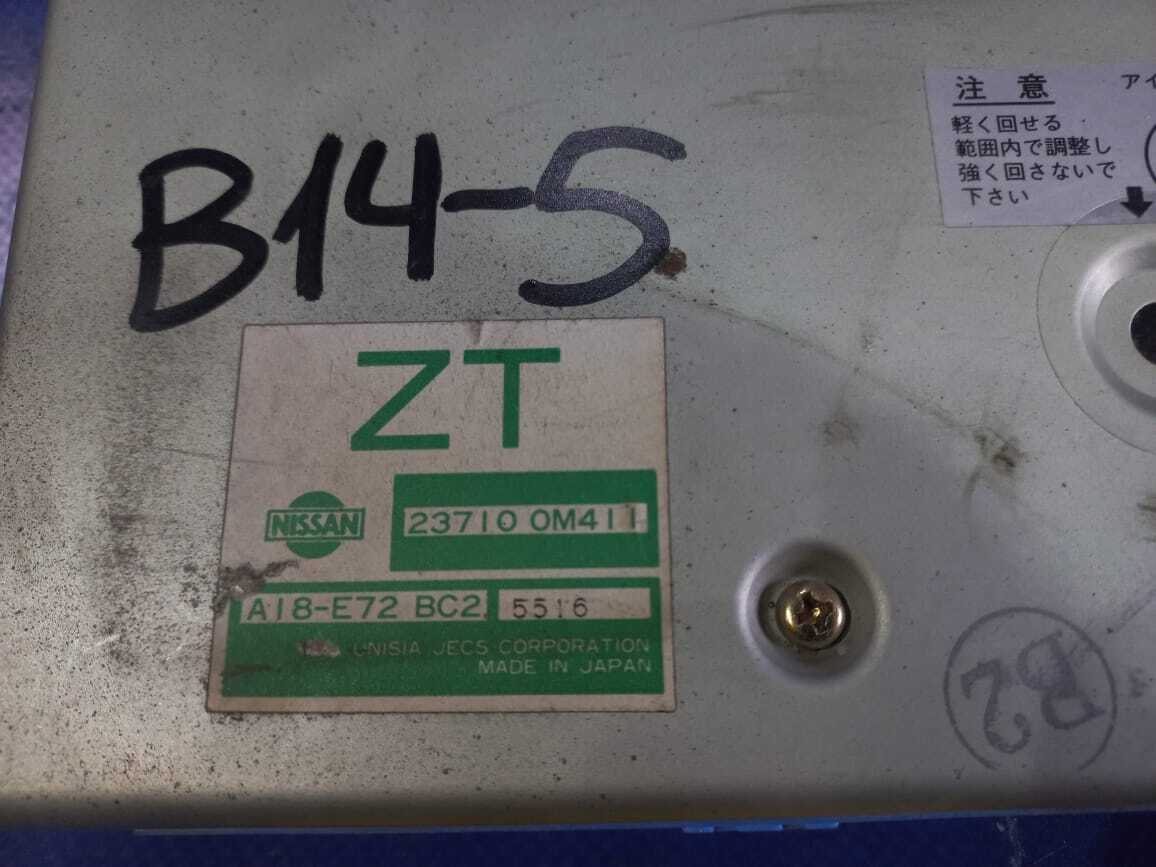 B14-5
注 意
アイ
軽く回せる
範囲内で調整し
強く回さないで
下さい
ZT
NISSAN
23710 0M411
A18-E72 BC2
5516
UNISIA JECS CORPORATION
MADE IN JAPAN
B2